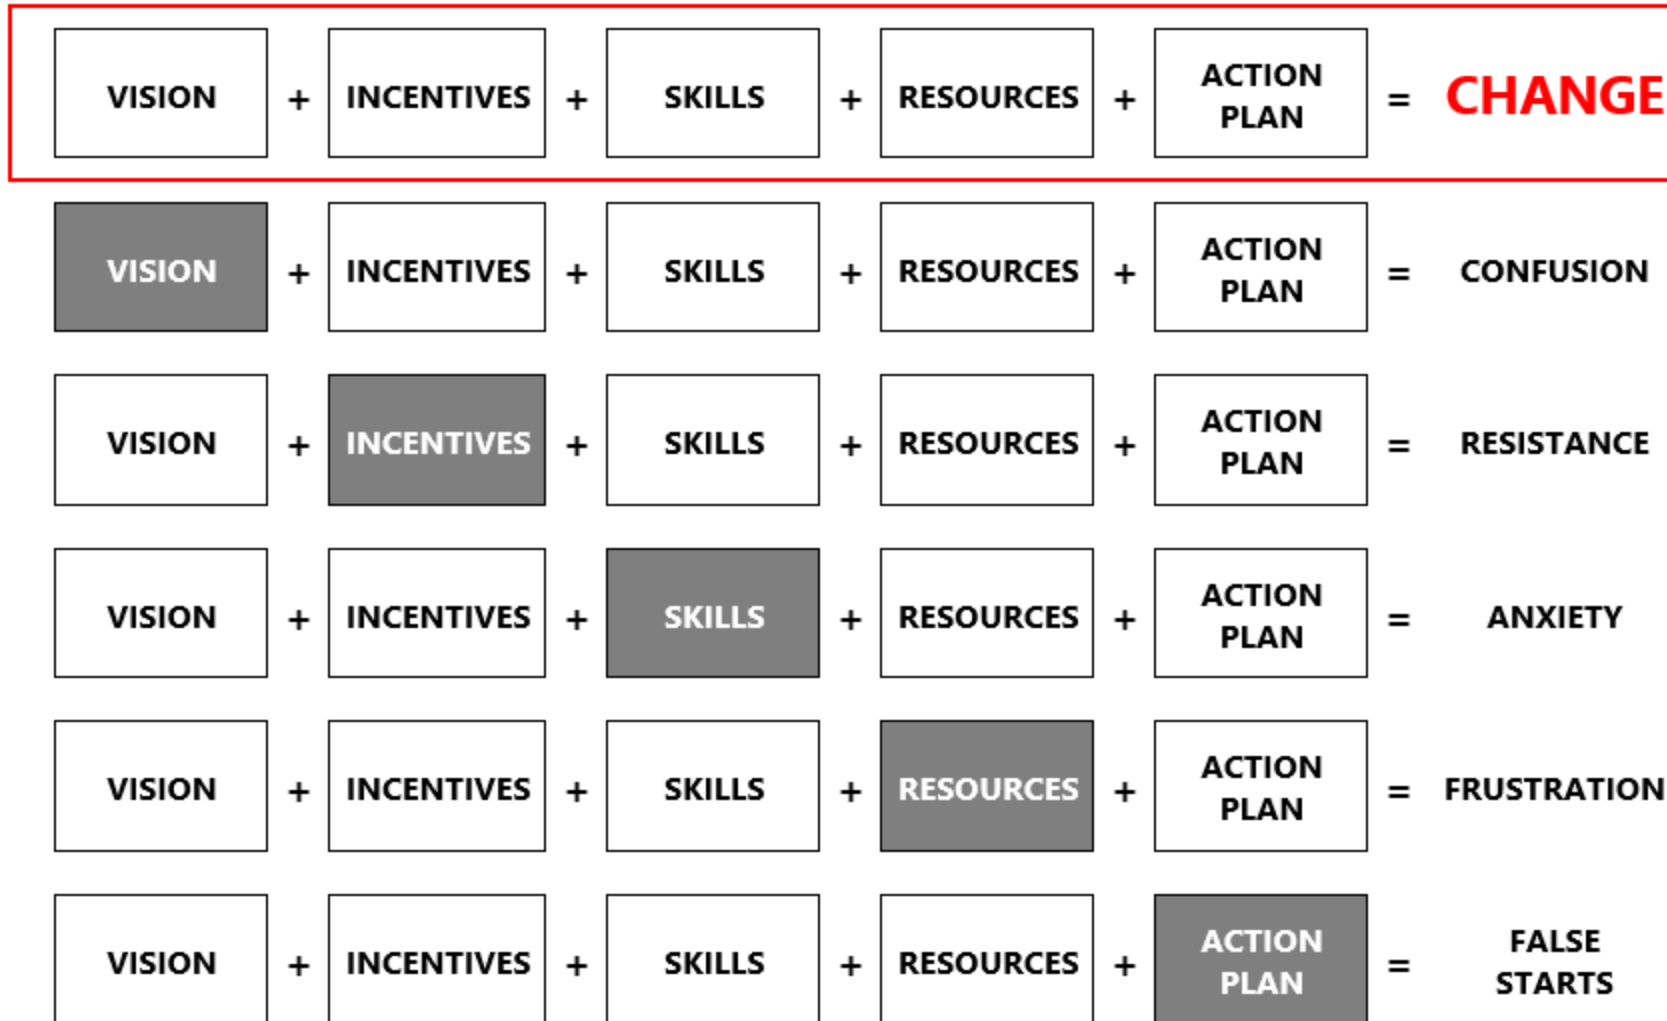 VISION + INCENTIVES + SKILLS + RESOURCES + ACTION PLAN = CHANGE
VISION + INCENTIVES + SKILLS + RESOURCES + ACTION PLAN = CONFUSION
VISION + INCENTIVES + SKILLS + RESOURCES + ACTION PLAN = RESISTANCE
VISION + INCENTIVES + SKILLS + RESOURCES + ACTION PLAN = ANXIETY
VISION + INCENTIVES + SKILLS + RESOURCES + ACTION PLAN = FRUSTRATION
VISION + INCENTIVES + SKILLS + RESOURCES + ACTION PLAN = FALSE STARTS